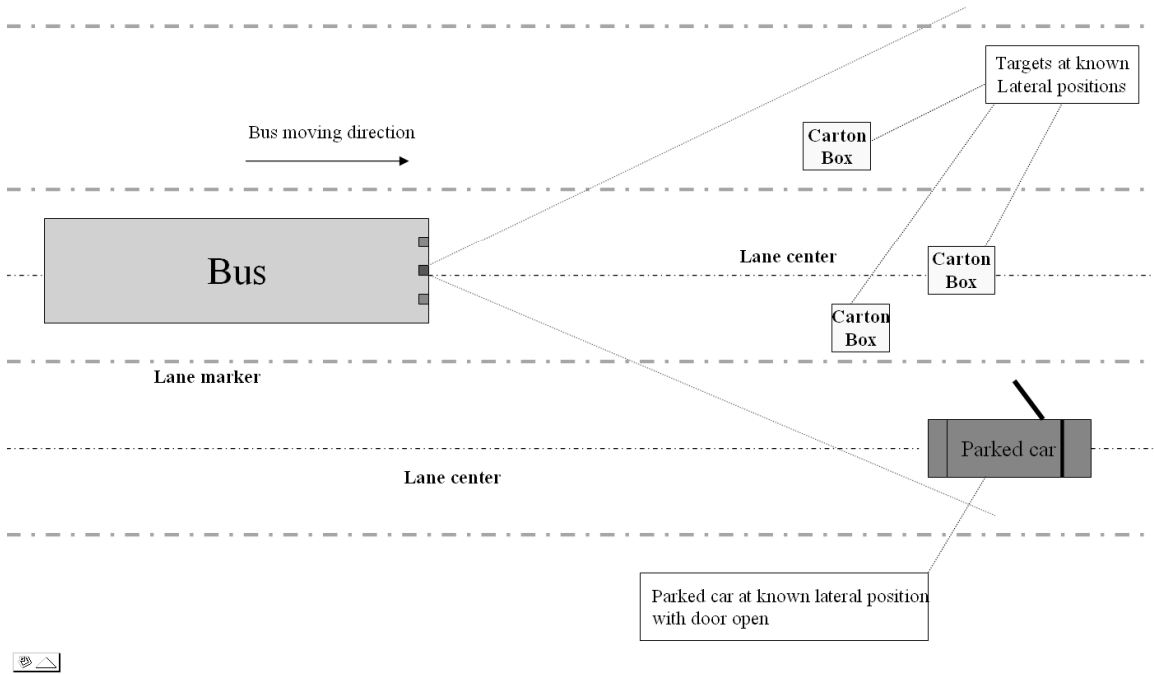 Targets at known
Lateral positions
Bus moving direction
Carton
Box
Bus
Lane center
Carton
Box
Carton
Box
Lane marker
Parked car
Lane center
Parked car at known lateral position
with door open